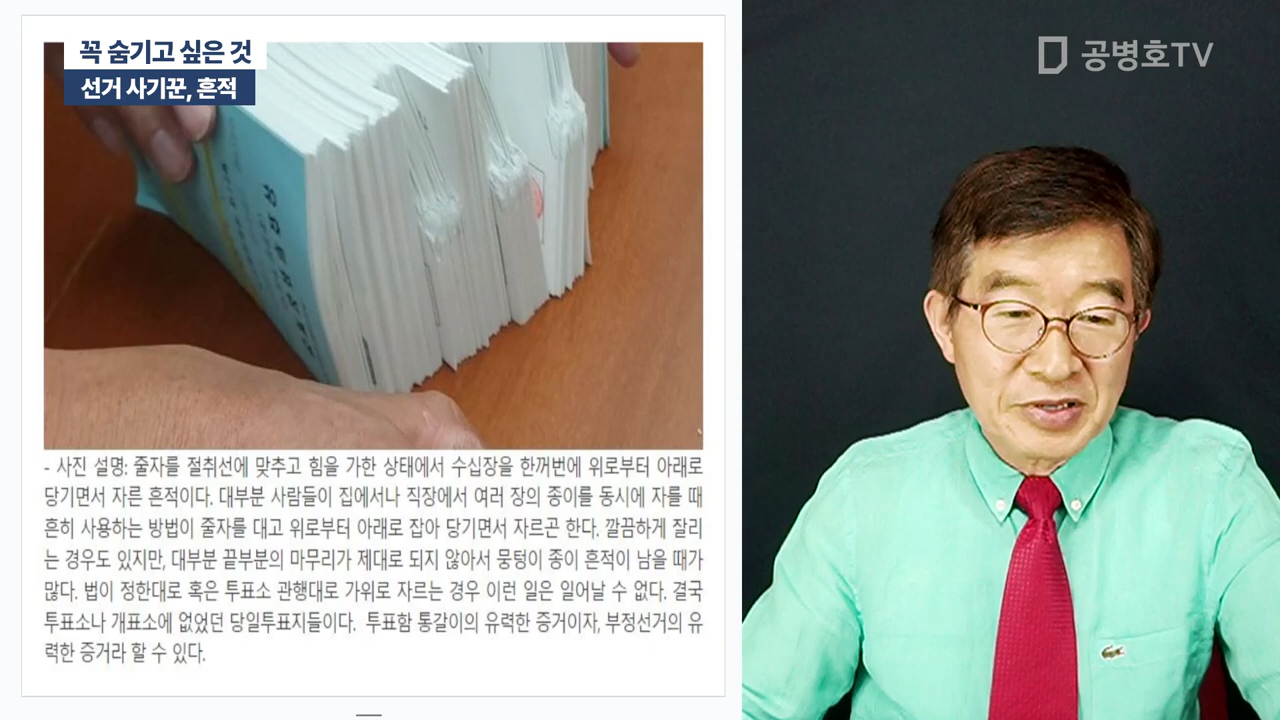 꼭 숨기고 싶은 것
선거 사기꾼, 흔적
공병호TV
- 사진 설명: 줄자를 절취선에 맞추고 힘을 가한 상태에서 수십장을 한꺼번에 위로부터 아래로
당기면서 자른 흔적이다. 대부분 사람들이 집에서나 직장에서 여러 장의 종이를 동시에 자를 때
흔히 사용하는 방법이 줄자를 대고 위로부터 아래로 잡아 당기면서 자르곤 한다. 깔끔하게 잘리
는 경우도 있지만, 대부분 끝부분의 마무리가 제대로 되지 않아서 뭉텅이 종이 흔적이 남을 때가
많다. 법이 정한대로 혹은 투표소 관행대로 가위로 자르는 경우 이런 일은 일어날 수 없다. 결국
투표소나 개표소에 없었던 당일투표지들이다. 투표함 통갈이의 유력한 증거이자, 부정선거의 유
력한 증거라 할 수 있다.